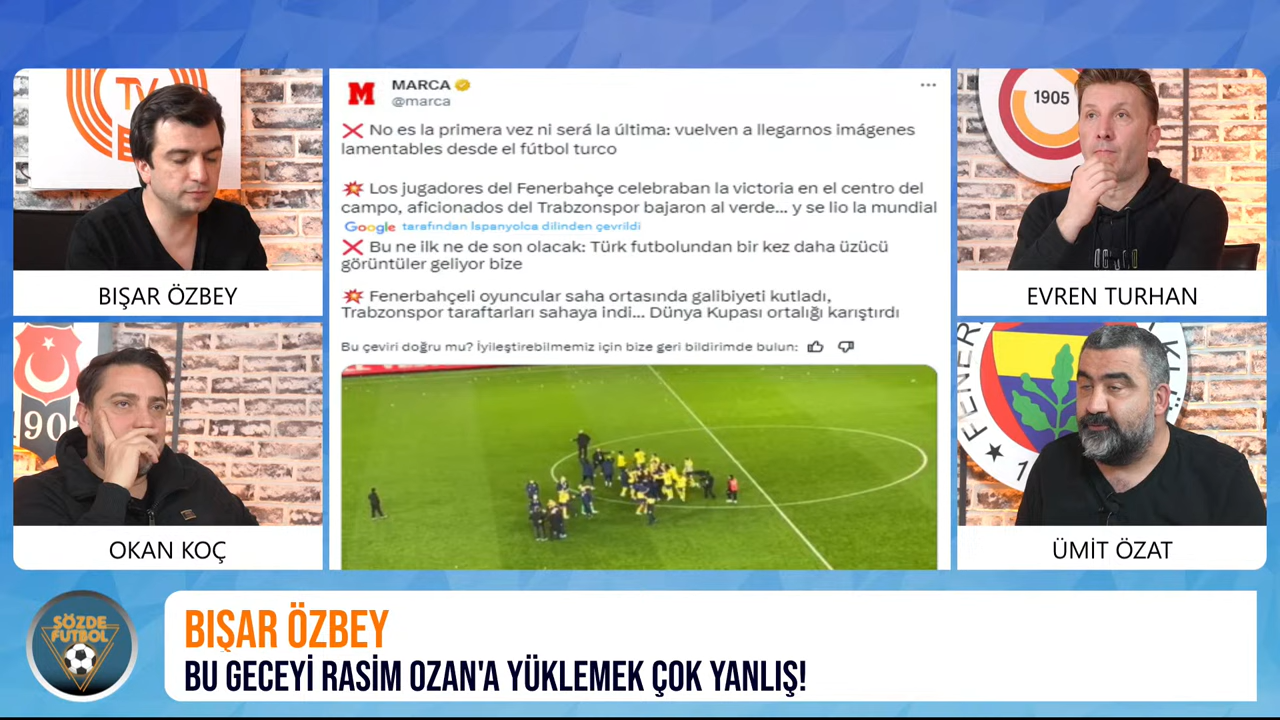 TV
BIŞAR ÖZBEY
1905
EVREN TURHAN
190
OKAN KOÇ
FENER
ÜMİT ÖZAT
MARCA
@marca
❌ No es la primera vez ni será la última: vuelven a llegarnos imágenes
lamentables desde el fútbol turco
💥 Los jugadores del Fenerbahçe celebraban la victoria en el centro del
campo, aficionados del Trabzonspor bajaron al verde... y se lio la mundial
Google tarafından İspanyolca dilinden çevrildi
❌ Bu ne ilk ne de son olacak: Türk futbolundan bir kez daha üzücü
görüntüler geliyor bize
💥 Fenerbahçeli oyuncular saha ortasında galibiyeti kutladı,
Trabzonspor taraftarları sahaya indi... Dünya Kupası ortalığı karıştırdı
Bu çeviri doğru mu? İyileştirebilmemiz için bize geri bildirimde bulun:
SÖZDE
FUTBOL
BIŞAR ÖZBEY
BU GECEYİ RASİM OZAN'A YÜKLEMEK ÇOK YANLIŞ!